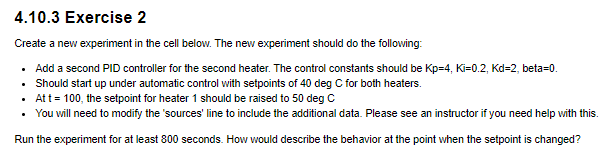 4.10.3 Exercise 2
Create a new experiment in the cell below. The new experiment should do the following:
• Add a second PID controller for the second heater. The control constants should be Kp=4, Ki=0.2, Kd=2, beta=0.
• Should start up under automatic control with setpoints of 40 deg C for both heaters.
• At t = 100, the setpoint for heater 1 should be raised to 50 deg C
• You will need to modify the 'sources' line to include the additional data. Please see an instructor if you need help with this.
Run the experiment for at least 800 seconds. How would describe the behavior at the point when the setpoint is changed?